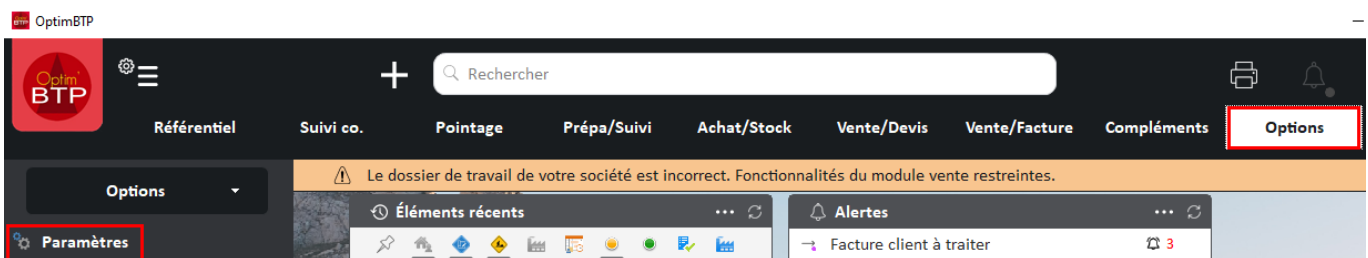 OptimBTP
Optim'
BTP
Rechercher
Référentiel Suivi co. Pointage Prépa/Suivi Achat/Stock Vente/Devis Vente/Facture Compléments Options
Options
Le dossier de travail de votre société est incorrect. Fonctionnalités du module vente restreintes.
Éléments récents
Alertes
Paramètres
Facture client à traiter 3